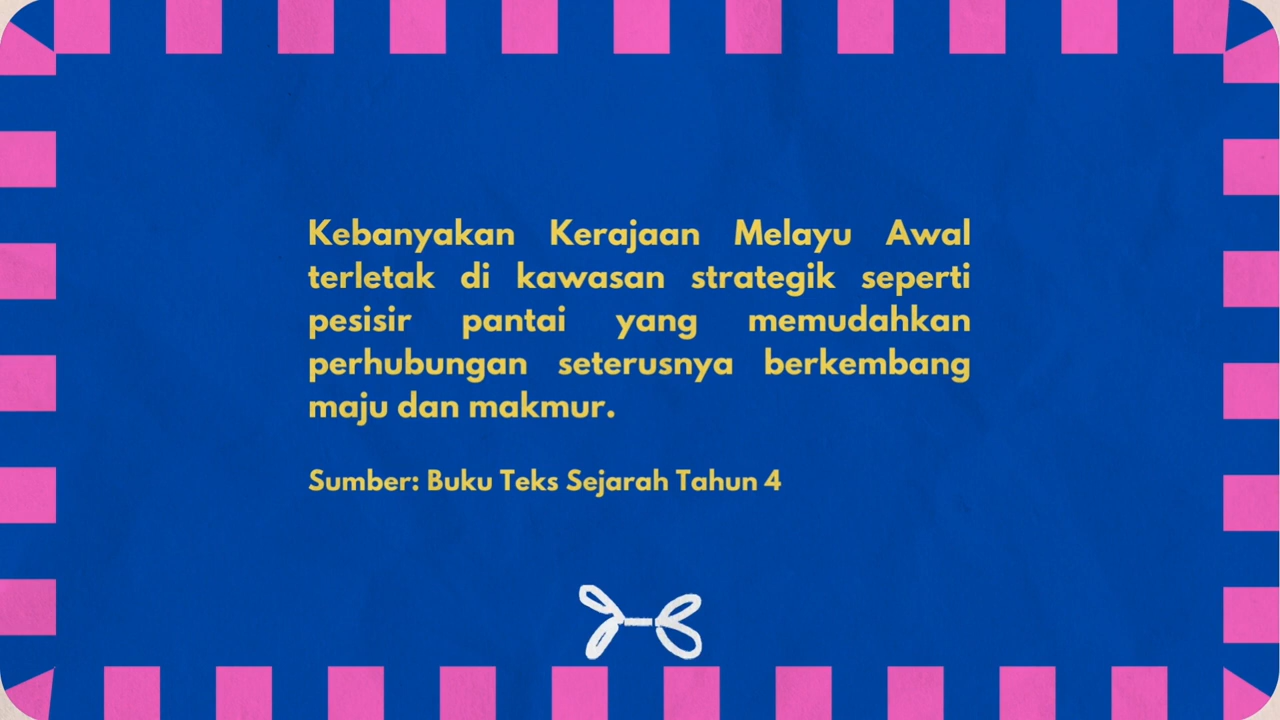 Kebanyakan Kerajaan Melayu Awal
terletak di kawasan strategik seperti
pesisir pantai yang memudahkan
perhubungan seterusnya berkembang
maju dan makmur.
Sumber: Buku Teks Sejarah Tahun 4